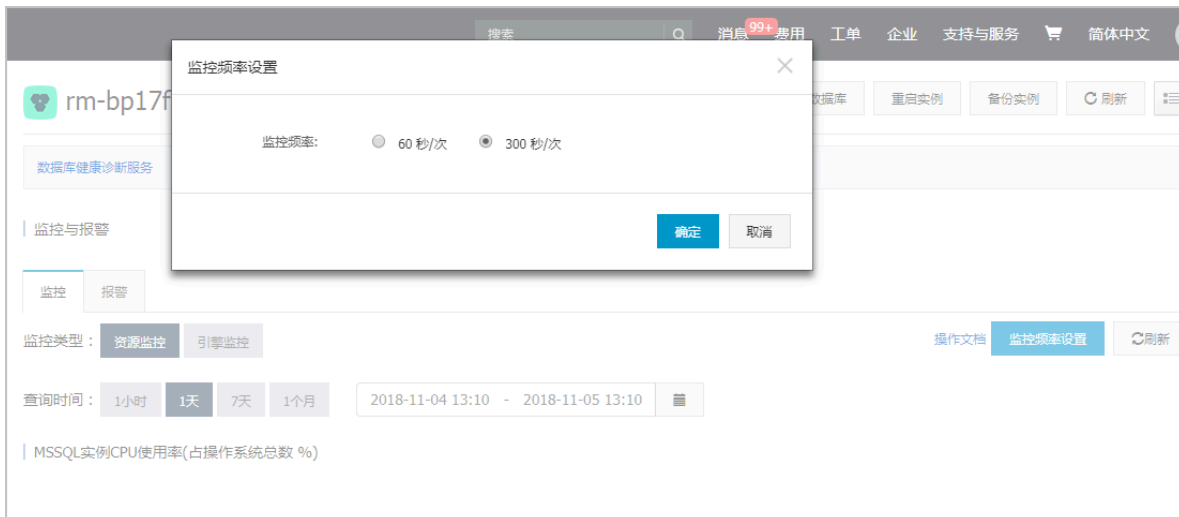 搜索 消息 99+ 费用 工单 企业 支持与服务 简体中文
监控频率设置
rm-bp17f 数据库 重启实例 备份实例 刷新
监控频率: 60 秒/次 300 秒/次
数据库健康诊断服务
监控与报警
确定 取消
监控 报警
监控类型： 资源监控 引擎监控 操作文档 监控频率设置 刷新
查询时间： 1小时 1天 7天 1个月 2018-11-04 13:10 - 2018-11-05 13:10
MSSQL实例CPU使用率(占操作系统总数 %)